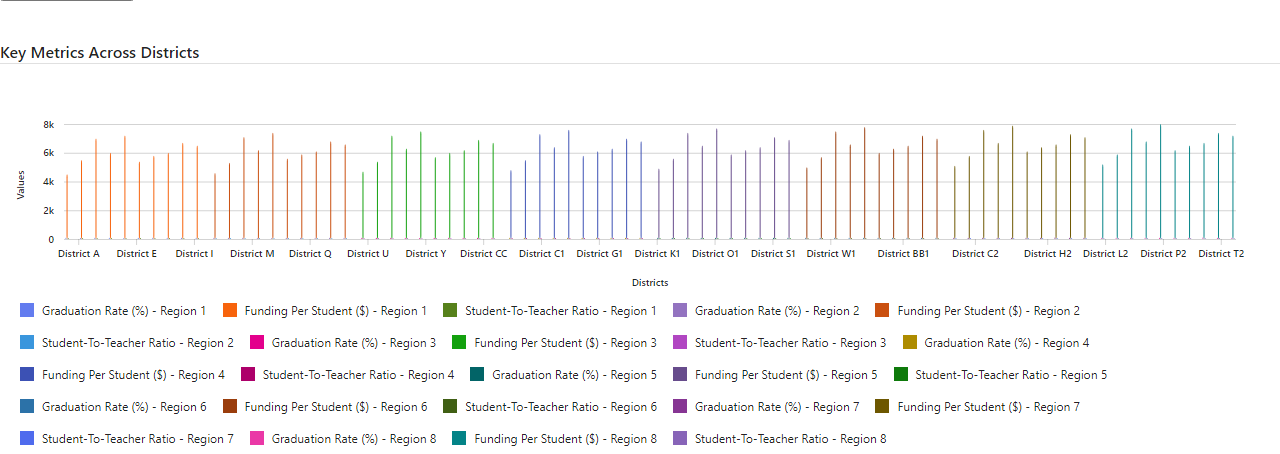 Key Metrics Across Districts
8k
6k
4k
2k
0
Values
District A District E District I District M District Q District U District Y District CC District C1 District G1 District K1 District O1 District S1 District W1 District BB1 District C2 District H2 District L2 District P2 District T2
Districts
Graduation Rate (%) - Region 1 Funding Per Student ($) - Region 1 Student-To-Teacher Ratio - Region 1 Graduation Rate (%) - Region 2 Funding Per Student ($) - Region 2
Student-To-Teacher Ratio - Region 2 Graduation Rate (%) - Region 3 Funding Per Student ($) - Region 3 Student-To-Teacher Ratio - Region 3 Graduation Rate (%) - Region 4
Funding Per Student ($) - Region 4 Student-To-Teacher Ratio - Region 4 Graduation Rate (%) - Region 5 Funding Per Student ($) - Region 5 Student-To-Teacher Ratio - Region 5
Graduation Rate (%) - Region 6 Funding Per Student ($) - Region 6 Student-To-Teacher Ratio - Region 6 Graduation Rate (%) - Region 7 Funding Per Student ($) - Region 7
Student-To-Teacher Ratio - Region 7 Graduation Rate (%) - Region 8 Funding Per Student ($) - Region 8 Student-To-Teacher Ratio - Region 8